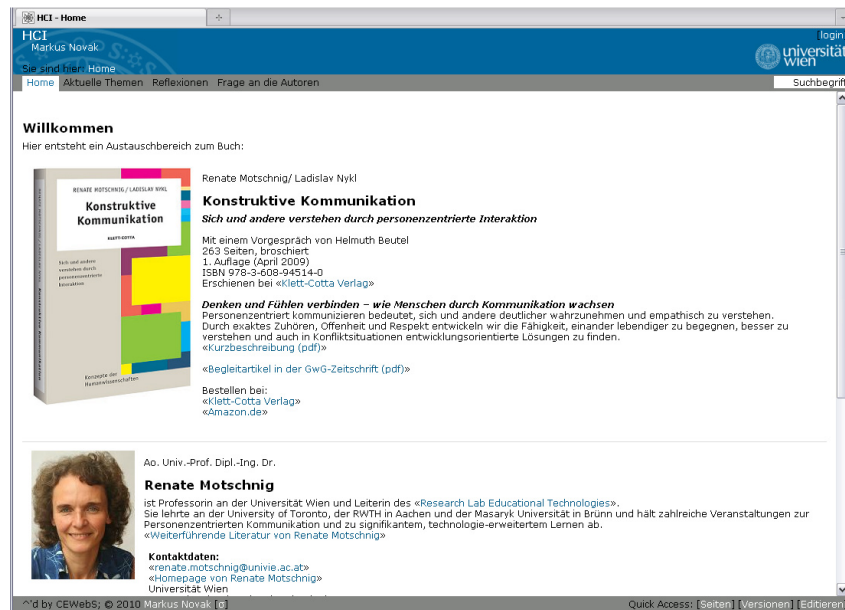 HCI - Home
HCI
[login
Markus Novak
universität
wien
Sie sind hier: Home
Home Aktuelle Themen Reflexionen Frage an die Autoren
Suchbegriff
Willkommen
Hier entsteht ein Austauschbereich zum Buch:
RENATE MOTSCHNIG / LADISLAV NYKL
Konstruktive
Kommunikation
KLETT-COTTA
Sich und andere
verstehen durch
personenzentrierte
Interaktion
Konzepte der
Humanwissenschaften
Renate Motschnig/ Ladislav Nykl
Konstruktive Kommunikation
Sich und andere verstehen durch personenzentrierte Interaktion
Mit einem Vorgespräch von Helmuth Beutel
263 Seiten, broschiert
1. Auflage (April 2009)
ISBN 978-3-608-94514-0
Erschienen bei «Klett-Cotta Verlag»
Denken und Fühlen verbinden – wie Menschen durch Kommunikation wachsen
Personenzentriert kommunizieren bedeutet, sich und andere deutlicher wahrzunehmen und empathisch zu verstehen.
Durch exaktes Zuhören, Offenheit und Respekt entwickeln wir die Fähigkeit, einander lebendiger zu begegnen, besser zu
verstehen und auch in Konfliktsituationen entwicklungsorientierte Lösungen zu finden.
«Kurzbeschreibung (pdf)»
«Begleitartikel in der GwG-Zeitschrift (pdf)»
Bestellen bei:
«Klett-Cotta Verlag»
«Amazon.de»
Ao. Univ.-Prof. Dipl.-Ing. Dr.
Renate Motschnig
ist Professorin an der Universität Wien und Leiterin des «Research Lab Educational Technologies».
Sie lehrte an der University of Toronto, der RWTH in Aachen und der Masaryk Universität in Brünn und hält zahlreiche Veranstaltungen zur
Personenzentrierten Kommunikation und zu signifikantem, technologie-erweitertem Lernen ab.
«Weiterführende Literatur von Renate Motschnig»
Kontaktdaten:
«renate.motschnig@univie.ac.at»
«Homepage von Renate Motschnig»
Universität Wien
^'d by CEWebS; © 2010 Markus Novak [σ]
Quick Access: [Seiten] [Versionen] [Editieren